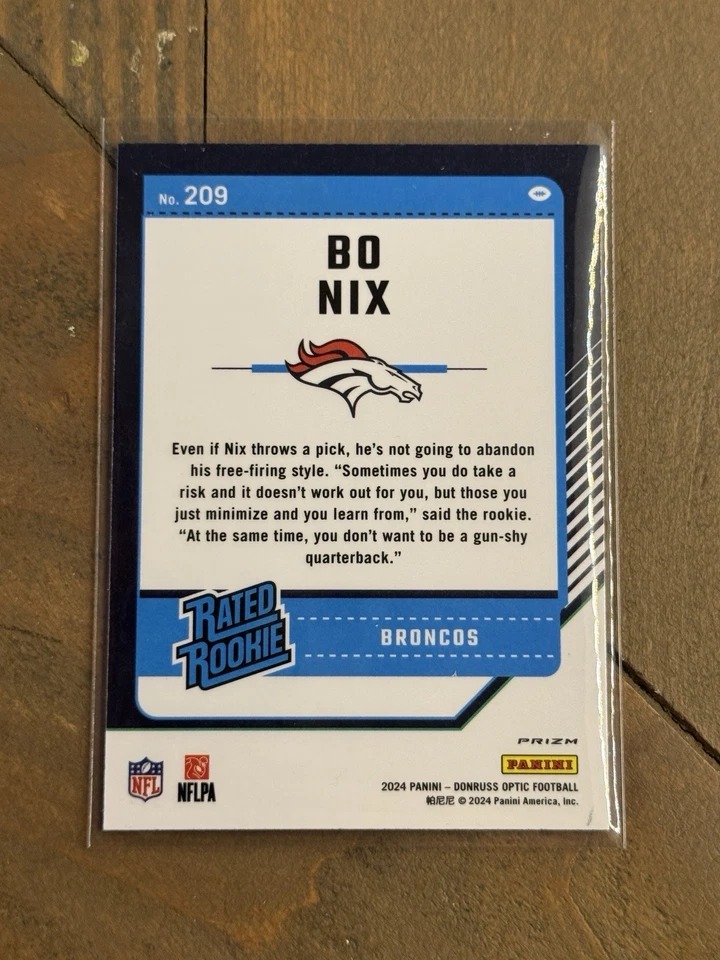 No. 209
BO
NIX
Even if Nix throws a pick, he's not going to abandon
his free-firing style. “Sometimes you do take a
risk and it doesn't work out for you, but those you
just minimize and you learn from,” said the rookie.
“At the same time, you don't want to be a gun-shy
quarterback.”
RATED
ROOKIE
BRONCOS
PRIZM
PANINI
NFL
NFLPA
2024 PANINI – DONRUSS OPTIC FOOTBALL
帕尼尼 © 2024 Panini America, Inc.